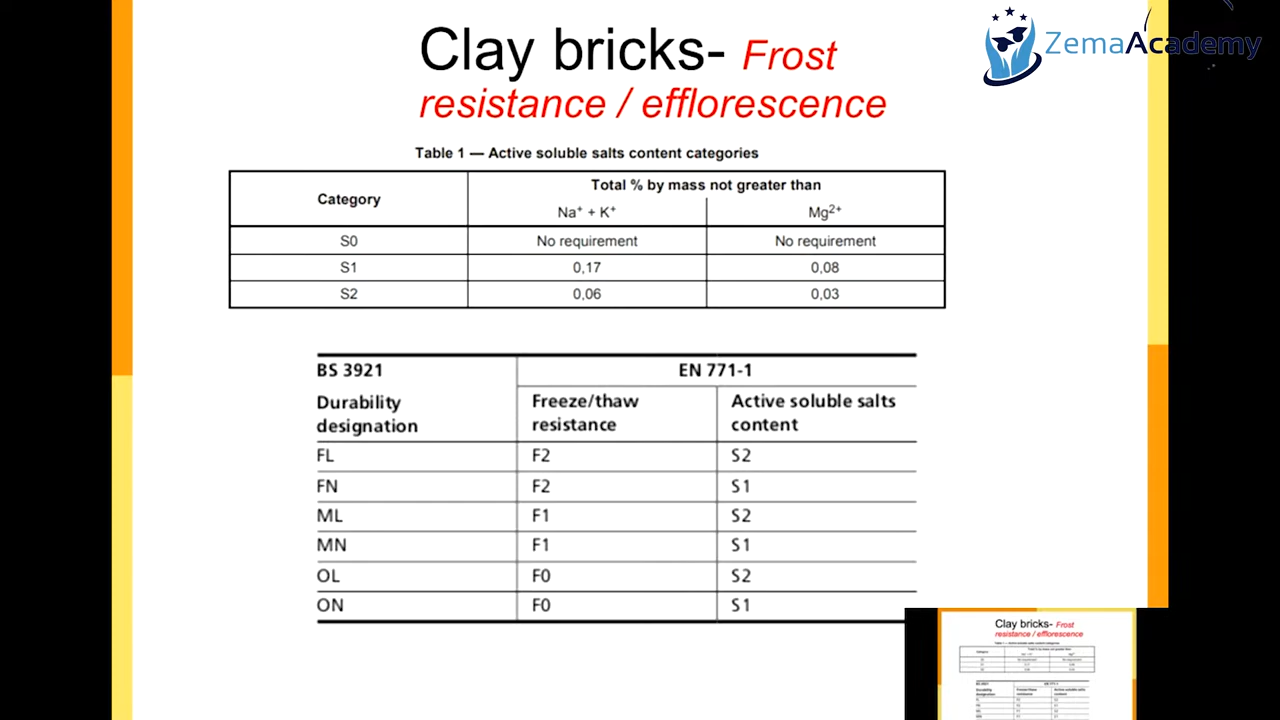 Clay bricks- Frost
resistance / efflorescence
ZemaAcademy
Table 1 — Active soluble salts content categories
Category
Total % by mass not greater than
Na+ + K+ Mg2+
S0 No requirement No requirement
S1 0,17 0,08
S2 0,06 0,03
BS 3921 EN 771-1
Durability designation Freeze/thaw resistance Active soluble salts content
FL F2 S2
FN F2 S1
ML F1 S2
MN F1 S1
OL F0 S2
ON F0 S1
Clay bricks- Frost
resistance / efflorescence